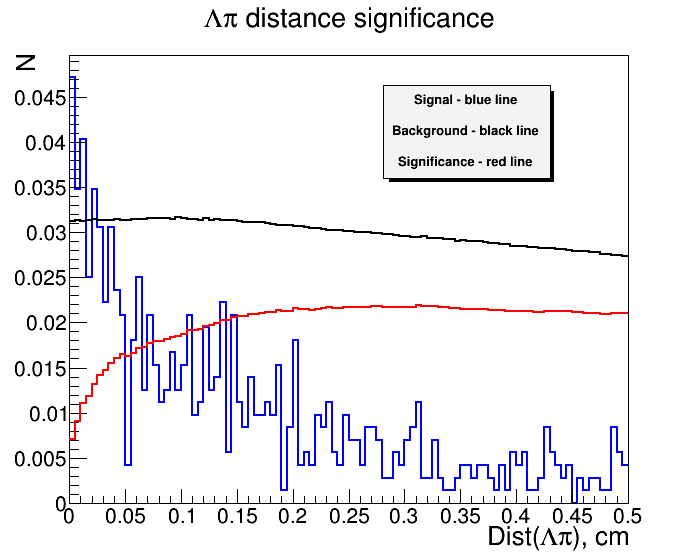 Λπ distance significance
N
0.045
0.04
0.035
0.03
0.025
0.02
0.015
0.01
0.005
0
Signal - blue line
Background - black line
Significance - red line
0 0.05 0.1 0.15 0.2 0.25 0.3 0.35 0.4 0.45 0.5
Dist(Λπ), cm